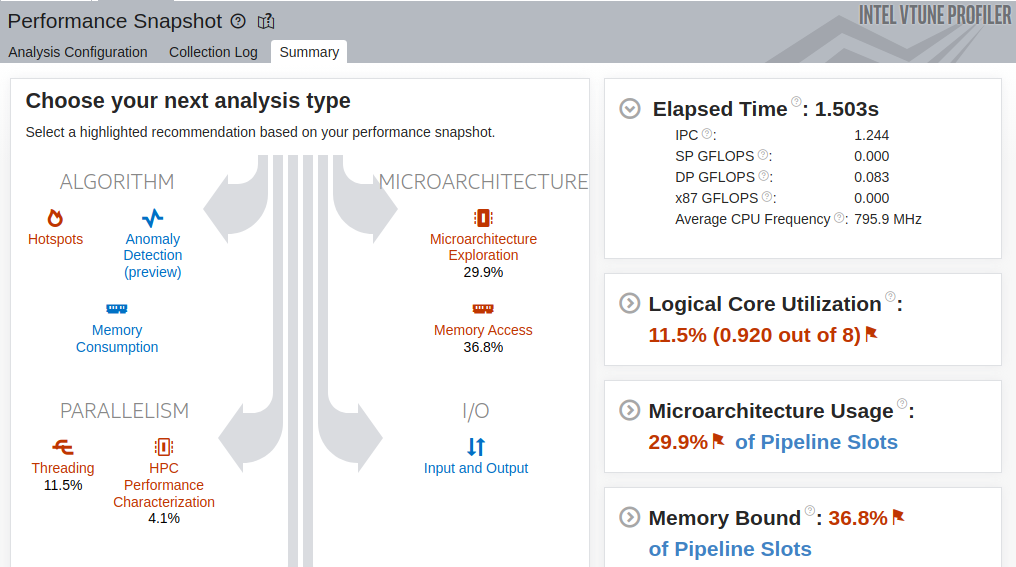 Performance Snapshot
INTEL VTUNE PROFILER
Analysis Configuration Collection Log Summary
Choose your next analysis type
Select a highlighted recommendation based on your performance snapshot.
ALGORITHM
Hotspots
Anomaly
Detection
(preview)
Memory
Consumption
MICROARCHITECTURE
Microarchitecture
Exploration
29.9%
Memory Access
36.8%
PARALLELISM
Threading
11.5%
HPC
Performance
Characterization
4.1%
I/O
Input and Output
Elapsed Time ?: 1.503s
IPC ?: 1.244
SP GFLOPS ?: 0.000
DP GFLOPS ?: 0.083
x87 GFLOPS ?: 0.000
Average CPU Frequency ?: 795.9 MHz
Logical Core Utilization ?:
11.5% (0.920 out of 8)
Microarchitecture Usage ?:
29.9% of Pipeline Slots
Memory Bound ?: 36.8%
of Pipeline Slots